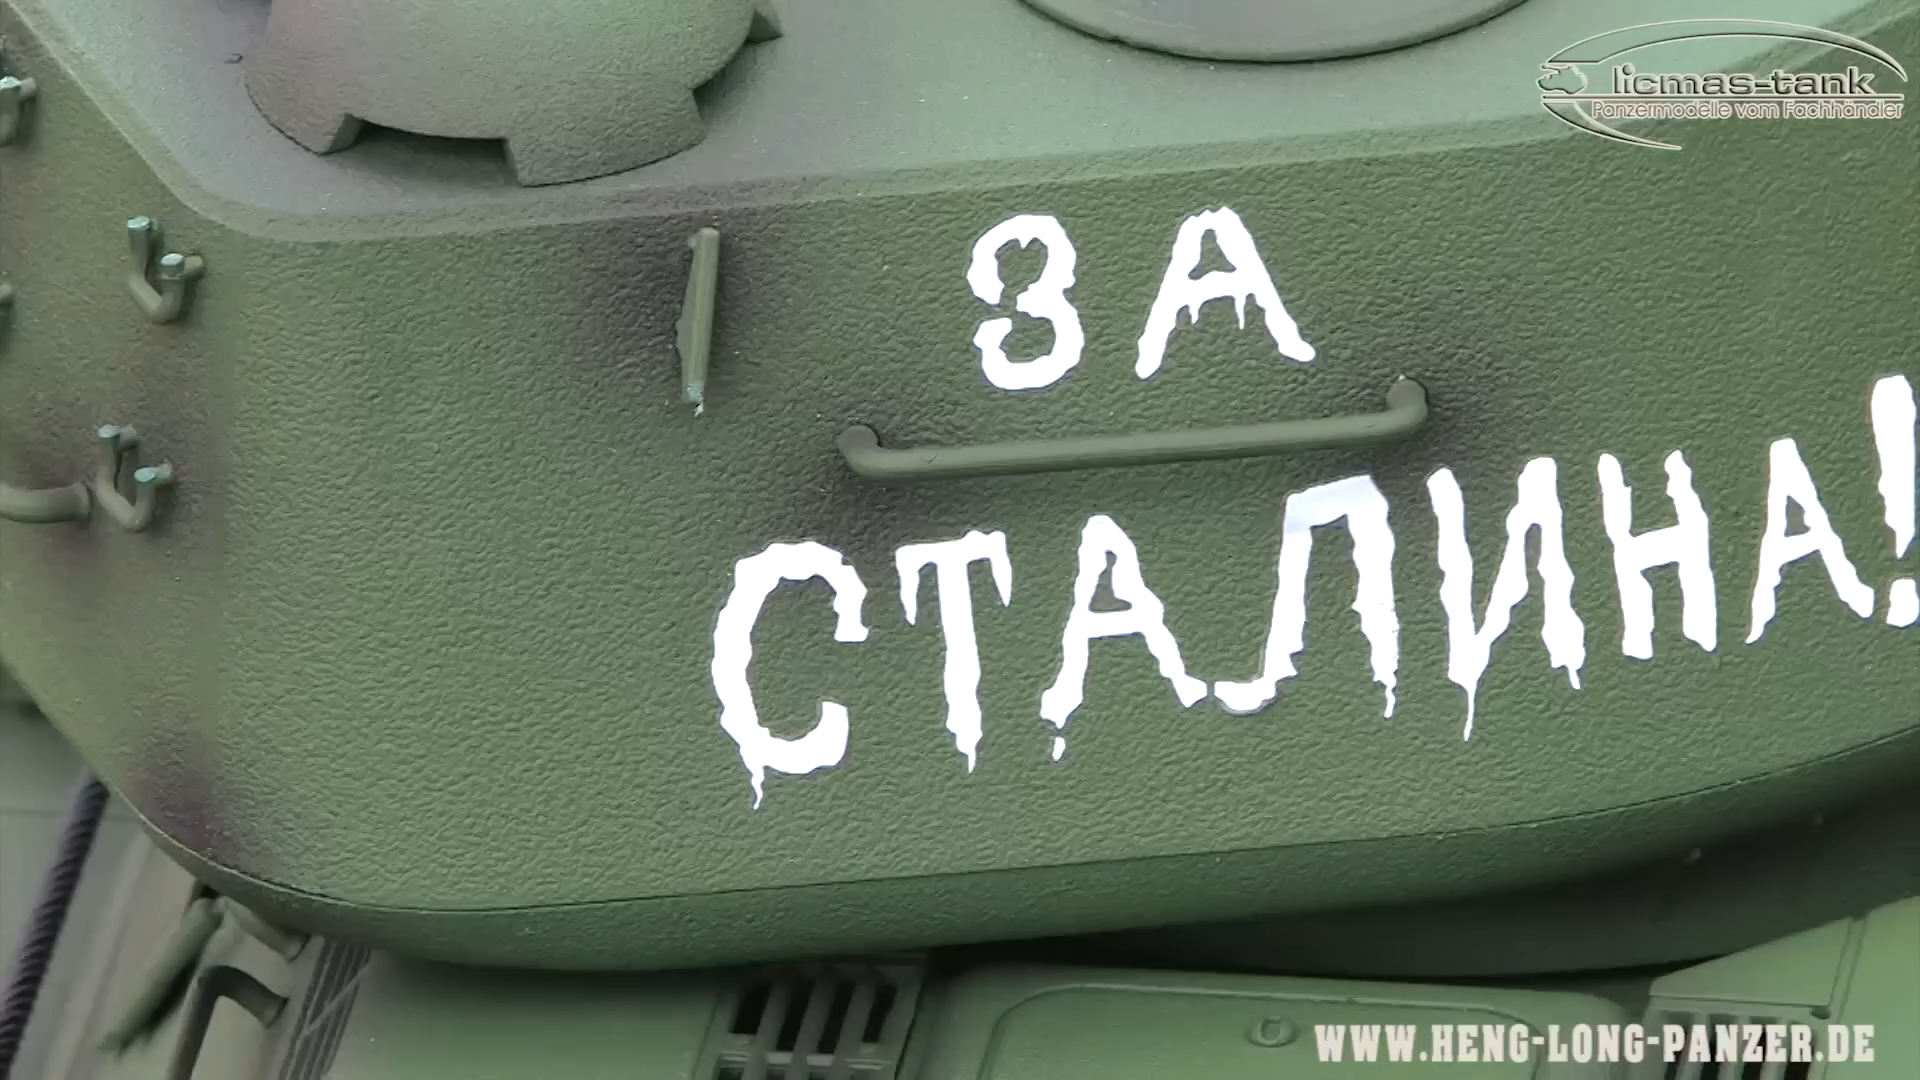 licmas-tank
Panzermodelle vom Fachhändler
ЗА
СТАЛИНА!
WWW.HENG-LONG-PANZER.DE